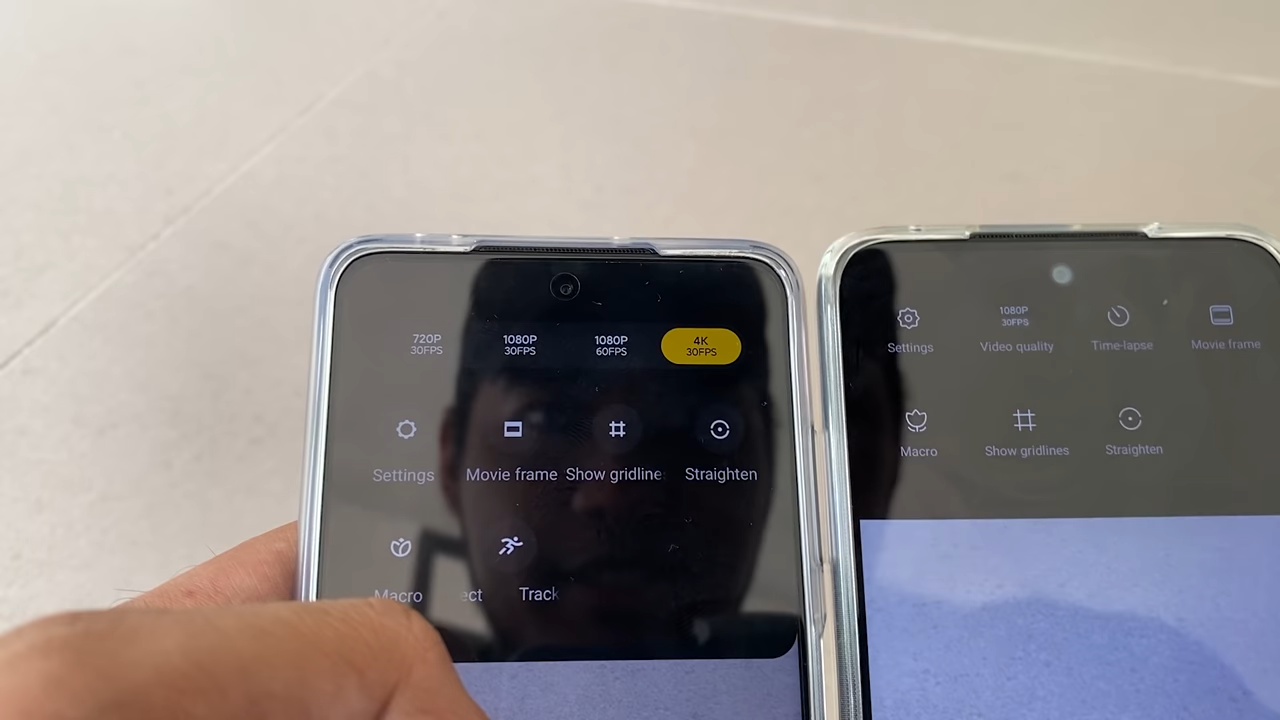 720P
30FPS
1080P
30FPS
1080P
60FPS
4K
30FPS
Settings
Movie frame
Show gridline
Straighten
Macro
ect
Track
1080P
30FPS
Settings
Video quality
Time-lapse
Movie frame
Macro
Show gridlines
Straighten